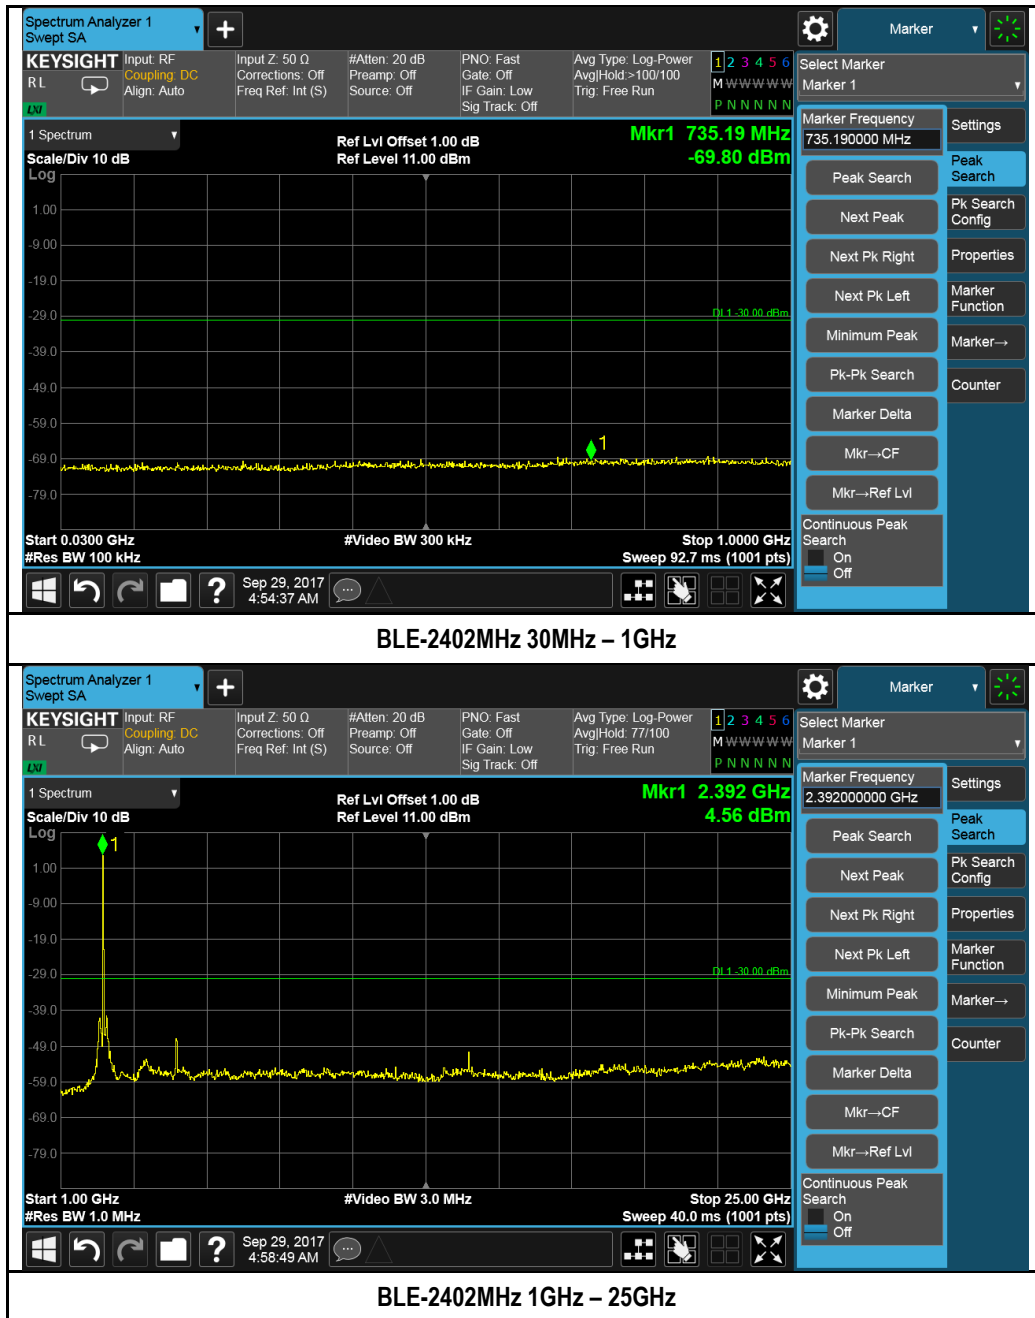 Spectrum Analyzer 1
Swept SA
Marker
KEYSIGHT
RL
LXI
Input: RF
Coupling: DC
Align: Auto
Input Z: 50 Ω
Corrections: Off
Freq Ref: Int (S)
#Atten: 20 dB
Preamp: Off
Source: Off
PNO: Fast
Gate: Off
IF Gain: Low
Sig Track: Off
Avg Type: Log-Power
Avg|Hold:>100/100
Trig: Free Run
1 2 3 4 5 6
M W W W W W
P N N N N N
Select Marker
Marker 1
1 Spectrum
Scale/Div 10 dB
Ref Lvl Offset 1.00 dB
Ref Level 11.00 dBm
Mkr1 735.19 MHz
-69.80 dBm
Log
1.00
-9.00
-19.0
-29.0
-39.0
-49.0
-59.0
-69.0
-79.0
DL1 -30.00 dBm
1
Start 0.0300 GHz
#Res BW 100 kHz
#Video BW 300 kHz
Stop 1.0000 GHz
Sweep 92.7 ms (1001 pts)
Marker Frequency
735.190000 MHz
Peak Search
Next Peak
Next Pk Right
Next Pk Left
Minimum Peak
Pk-Pk Search
Marker Delta
Mkr→CF
Mkr→Ref Lvl
Continuous Peak
Search
On
Off
Settings
Peak
Search
Pk Search
Config
Properties
Marker
Function
Marker→
Counter
?
Sep 29, 2017
4:54:37 AM
BLE-2402MHz 30MHz – 1GHz
Spectrum Analyzer 1
Swept SA
Marker
KEYSIGHT
RL
LXI
Input: RF
Coupling: DC
Align: Auto
Input Z: 50 Ω
Corrections: Off
Freq Ref: Int (S)
#Atten: 20 dB
Preamp: Off
Source: Off
PNO: Fast
Gate: Off
IF Gain: Low
Sig Track: Off
Avg Type: Log-Power
Avg|Hold: 77/100
Trig: Free Run
1 2 3 4 5 6
M W W W W W
P N N N N N
Select Marker
Marker 1
1 Spectrum
Scale/Div 10 dB
Ref Lvl Offset 1.00 dB
Ref Level 11.00 dBm
Mkr1 2.392 GHz
4.56 dBm
Log
1.00
-9.00
-19.0
-29.0
-39.0
-49.0
-59.0
-69.0
-79.0
DL1 -30.00 dBm
1
Start 1.00 GHz
#Res BW 1.0 MHz
#Video BW 3.0 MHz
Stop 25.00 GHz
Sweep 40.0 ms (1001 pts)
Marker Frequency
2.392000000 GHz
Peak Search
Next Peak
Next Pk Right
Next Pk Left
Minimum Peak
Pk-Pk Search
Marker Delta
Mkr→CF
Mkr→Ref Lvl
Continuous Peak
Search
On
Off
Settings
Peak
Search
Pk Search
Config
Properties
Marker
Function
Marker→
Counter
?
Sep 29, 2017
4:58:49 AM
BLE-2402MHz 1GHz – 25GHz